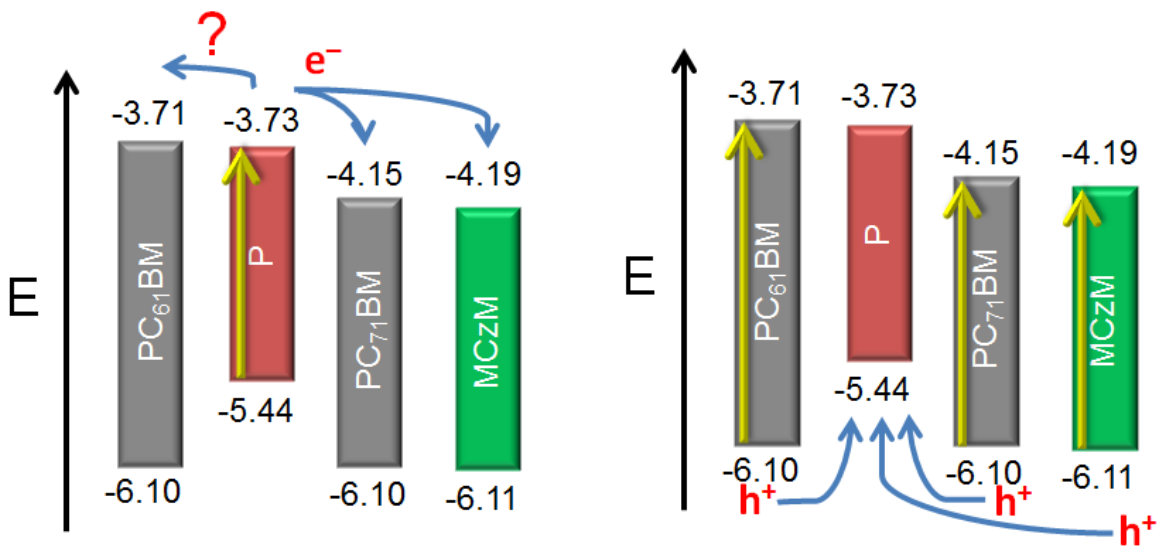 ?
e⁻
-3.71
-3.73
-4.15
-4.19
E
PC₆₁BM
P
PC₇₁BM
MCzM
-5.44
-6.10
-6.10
-6.11
-3.71
-3.73
-4.15
-4.19
E
PC₆₁BM
P
PC₇₁BM
MCzM
-5.44
-6.10
-6.10
-6.11
h⁺
h⁺
h⁺